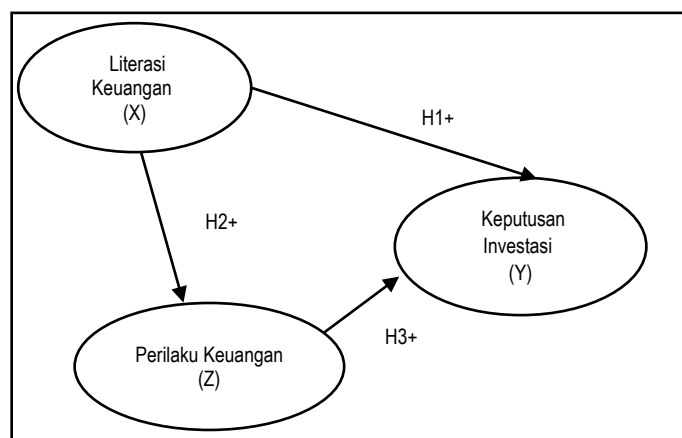 Literasi
Keuangan
(X)
H1+
H2+
Keputusan
Investasi
(Y)
H3+
Perilaku Keuangan
(Z)